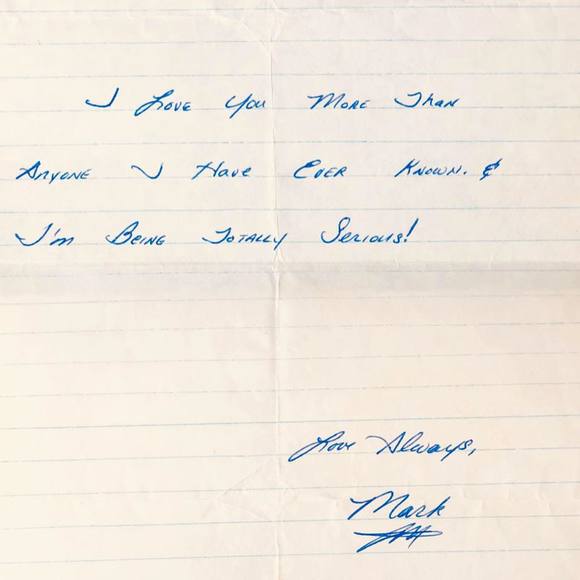 I Love You More Than
Anyone I Have Ever Known. &
I'm Being Totally Serious!
Love Always,
Mark